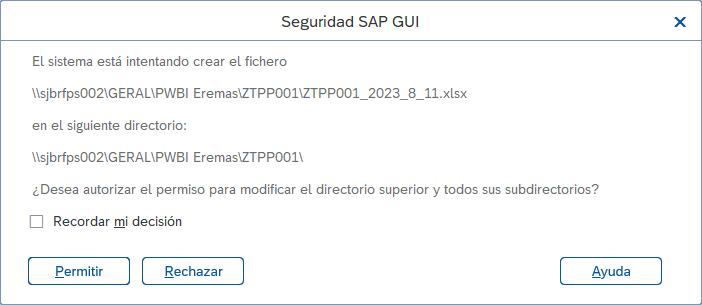 Seguridad SAP GUI
El sistema está intentando crear el fichero
\\sjbrfps002\GERAL\PWBI Eremas\ZTPP001\ZTPP001_2023_8_11.xlsx
en el siguiente directorio:
\\sjbrfps002\GERAL\PWBI Eremas\ZTPP001\
¿Desea autorizar el permiso para modificar el directorio superior y todos sus subdirectorios?
Recordar mi decisión
Permitir Rechazar Ayuda